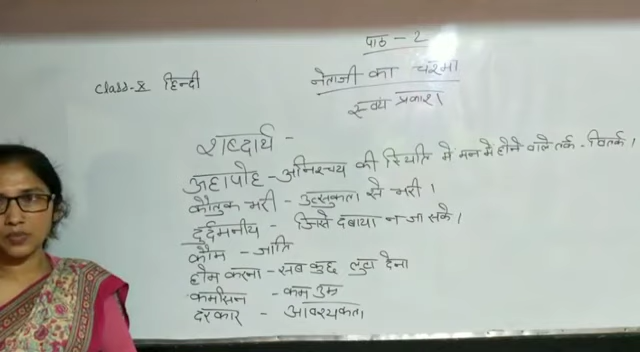 पाठ - 2
class-8 हिन्दी
नेताजी का चश्मा
स्वयं प्रकाश
शब्दार्थ -
ऊहापोह - अनिश्चय की स्थिति में मन मे होने वाले तर्क - वितर्क ।
कौतुक भरी - उत्सुकता से भरी ।
दुर्दमनीय - जिसे दबाया न जा सके ।
कौम - जाति
होम करना - सब कुछ लुटा देना
कमसिन - कम उम्र
दरकार - आवश्यकता